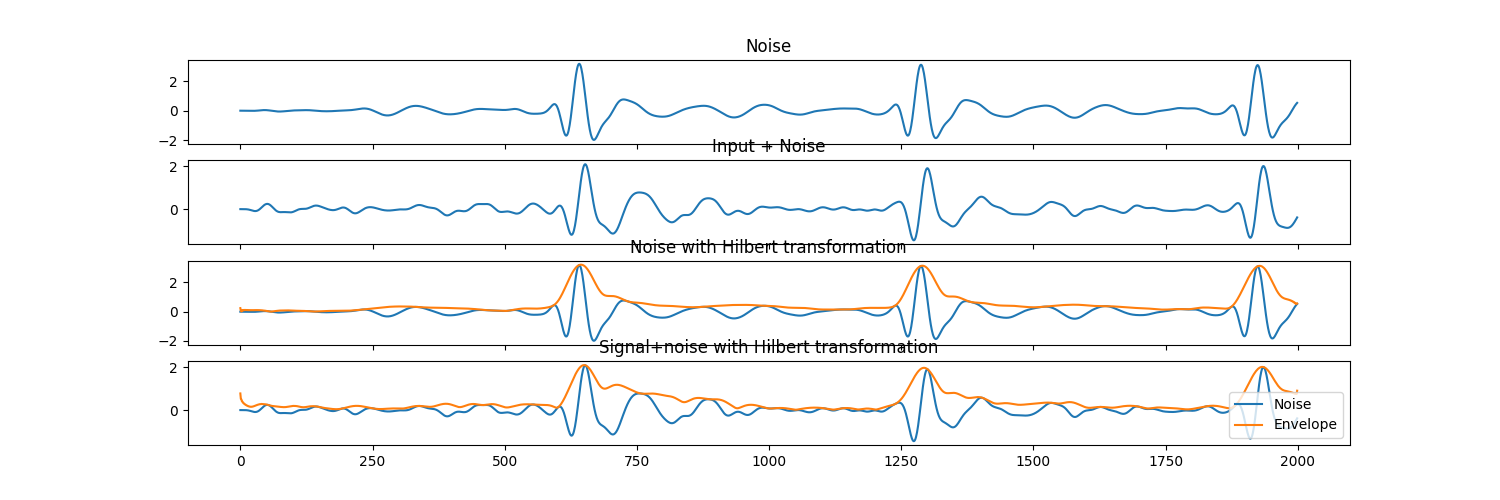 Noise
2
0
−2
Input + Noise
2
0
Noise with Hilbert transformation
2
0
−2
Signal+noise with Hilbert transformation
2
0
Noise
Envelope
0 250 500 750 1000 1250 1500 1750 2000